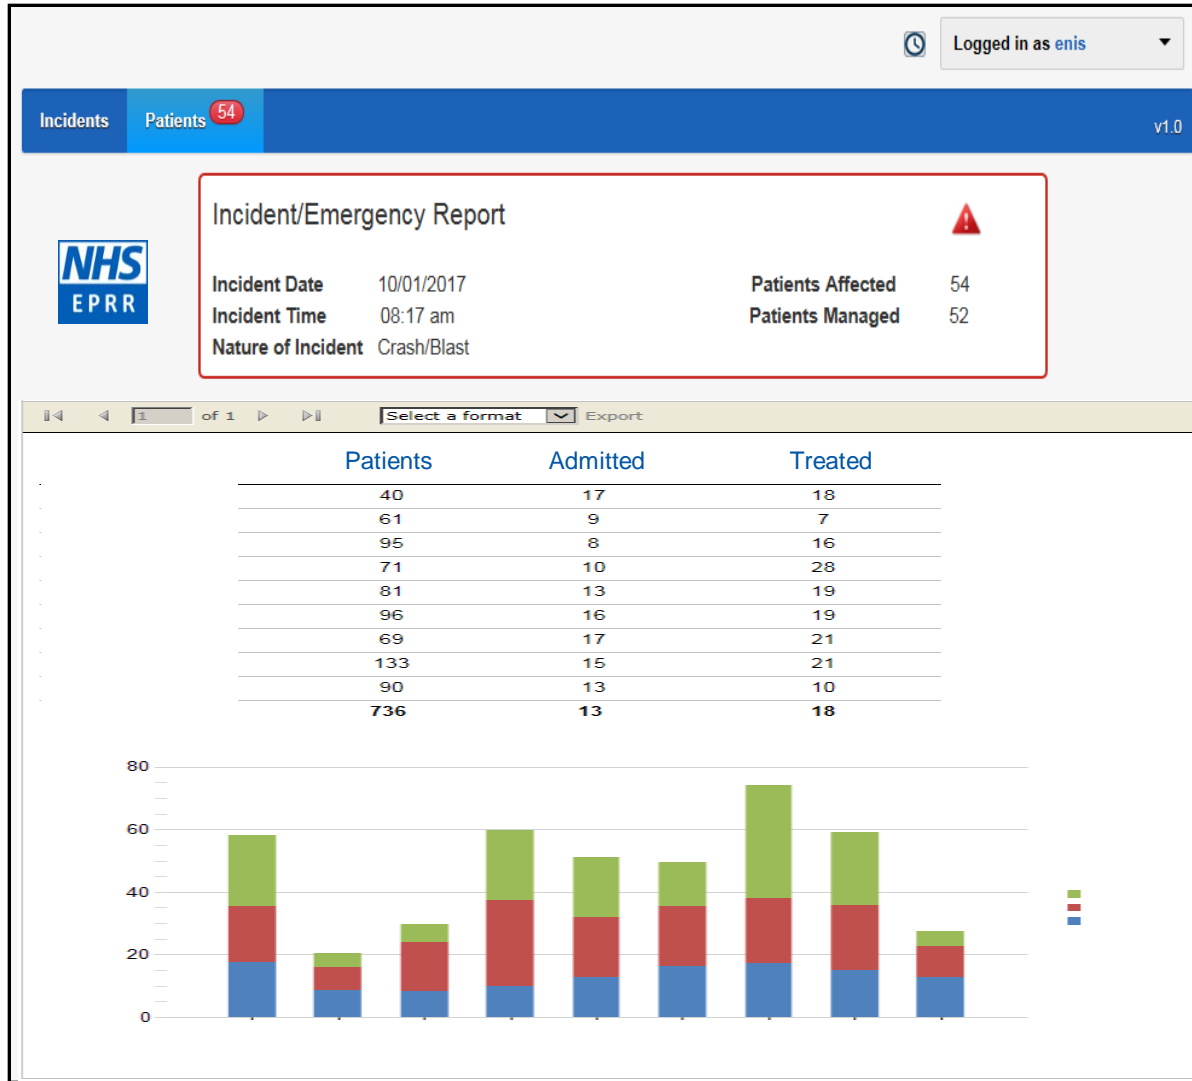 Logged in as enis
Incidents Patients 54 v1.0
Incident/Emergency Report
NHS
EPRR
Incident Date 10/01/2017 Patients Affected 54
Incident Time 08:17 am Patients Managed 52
Nature of Incident Crash/Blast
1 of 1 Select a format Export
Patients Admitted Treated
40 17 18
61 9 7
95 8 16
71 10 28
81 13 19
96 16 19
69 17 21
133 15 21
90 13 10
736 13 18
80
60
40
20
0